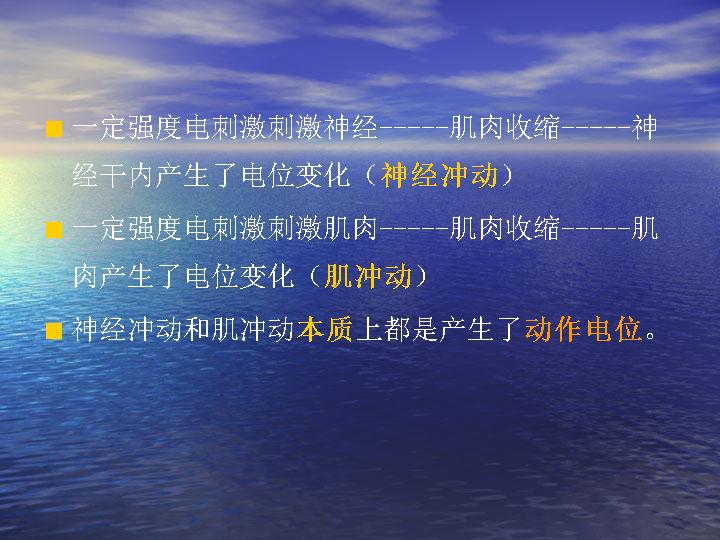 一定强度电刺激刺激神经-----肌肉收缩-----神
经干内产生了电位变化（神经冲动）
一定强度电刺激刺激肌肉-----肌肉收缩-----肌
肉产生了电位变化（肌冲动）
神经冲动和肌冲动本质上都是产生了动作电位。